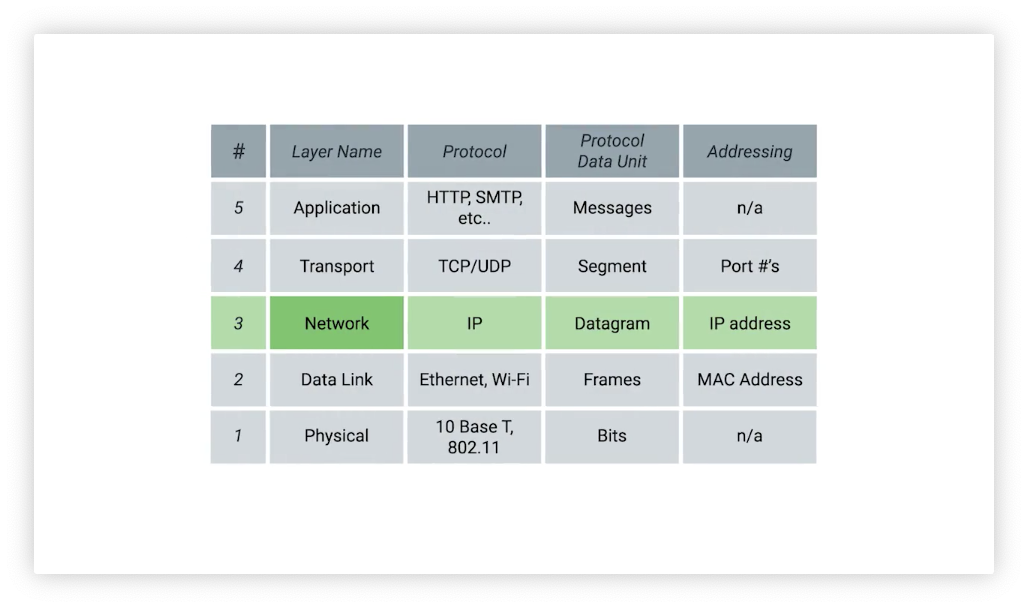 # Layer Name Protocol Protocol Data Unit Addressing
5 Application HTTP, SMTP, etc.. Messages n/a
4 Transport TCP/UDP Segment Port #'s
3 Network IP Datagram IP address
2 Data Link Ethernet, Wi-Fi Frames MAC Address
1 Physical 10 Base T, 802.11 Bits n/a